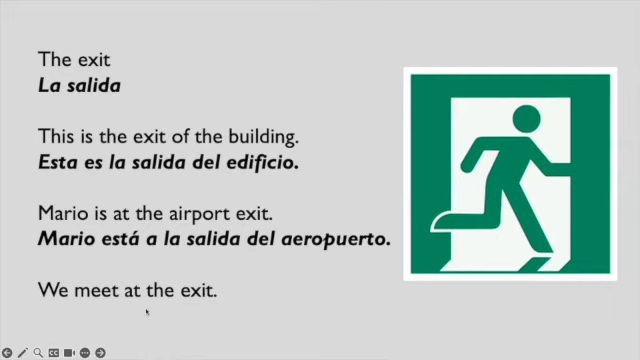 The exit
La salida
This is the exit of the building.
Esta es la salida del edificio.
Mario is at the airport exit.
Mario está a la salida del aeropuerto.
We meet at the exit.